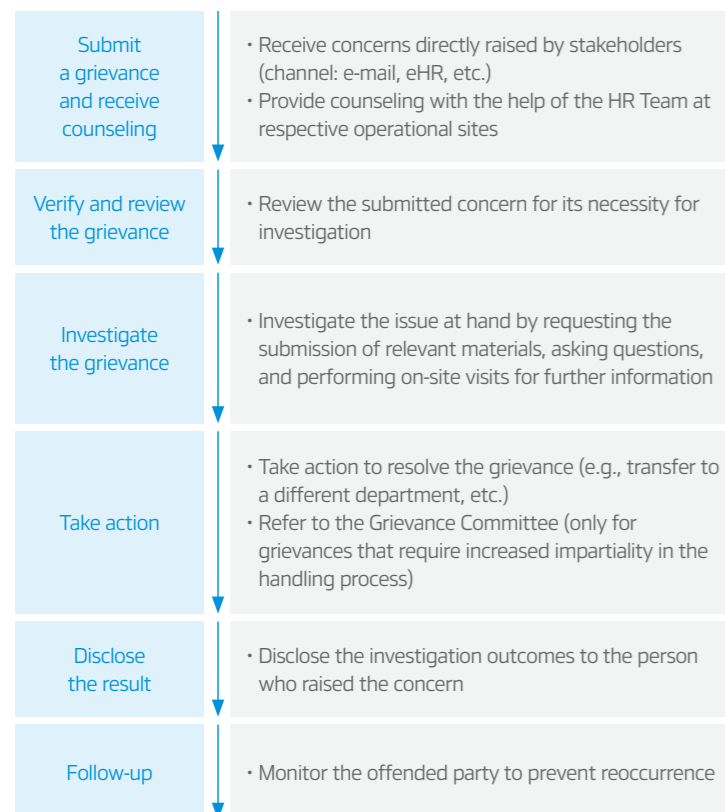 Submit
a grievance
and receive
counseling
・Receive concerns directly raised by stakeholders
(channel: e-mail, eHR, etc.)
・Provide counseling with the help of the HR Team at
respective operational sites
Verify and review
the grievance
・Review the submitted concern for its necessity for
investigation
Investigate
the grievance
・Investigate the issue at hand by requesting the
submission of relevant materials, asking questions,
and performing on-site visits for further information
Take action
・Take action to resolve the grievance (e.g., transfer to
a different department, etc.)
・Refer to the Grievance Committee (only for
grievances that require increased impartiality in the
handling process)
Disclose
the result
・Disclose the investigation outcomes to the person
who raised the concern
Follow-up
・Monitor the offended party to prevent reoccurrence